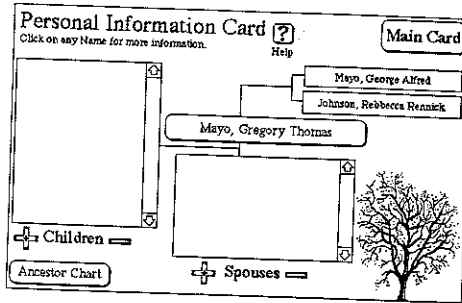 Personal Information Card
Click on any Name for more information.
?
Help
Main Card
Mayo, George Alfred
Johnson, Rebbecca Rennick
Mayo, Gregory Thomas
Children
Spouses
Ancestor Chart